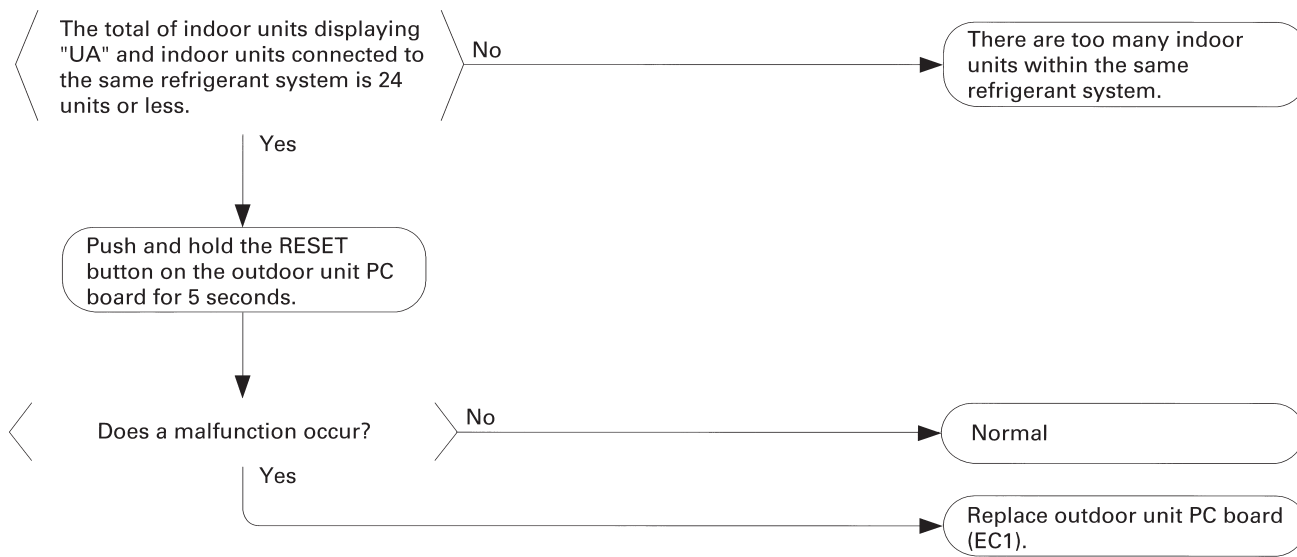 The total of indoor units displaying
"UA" and indoor units connected to
the same refrigerant system is 24
units or less.
No
There are too many indoor
units within the same
refrigerant system.
Yes
Push and hold the RESET
button on the outdoor unit PC
board for 5 seconds.
Does a malfunction occur?
No
Normal
Yes
Replace outdoor unit PC board
(EC1).